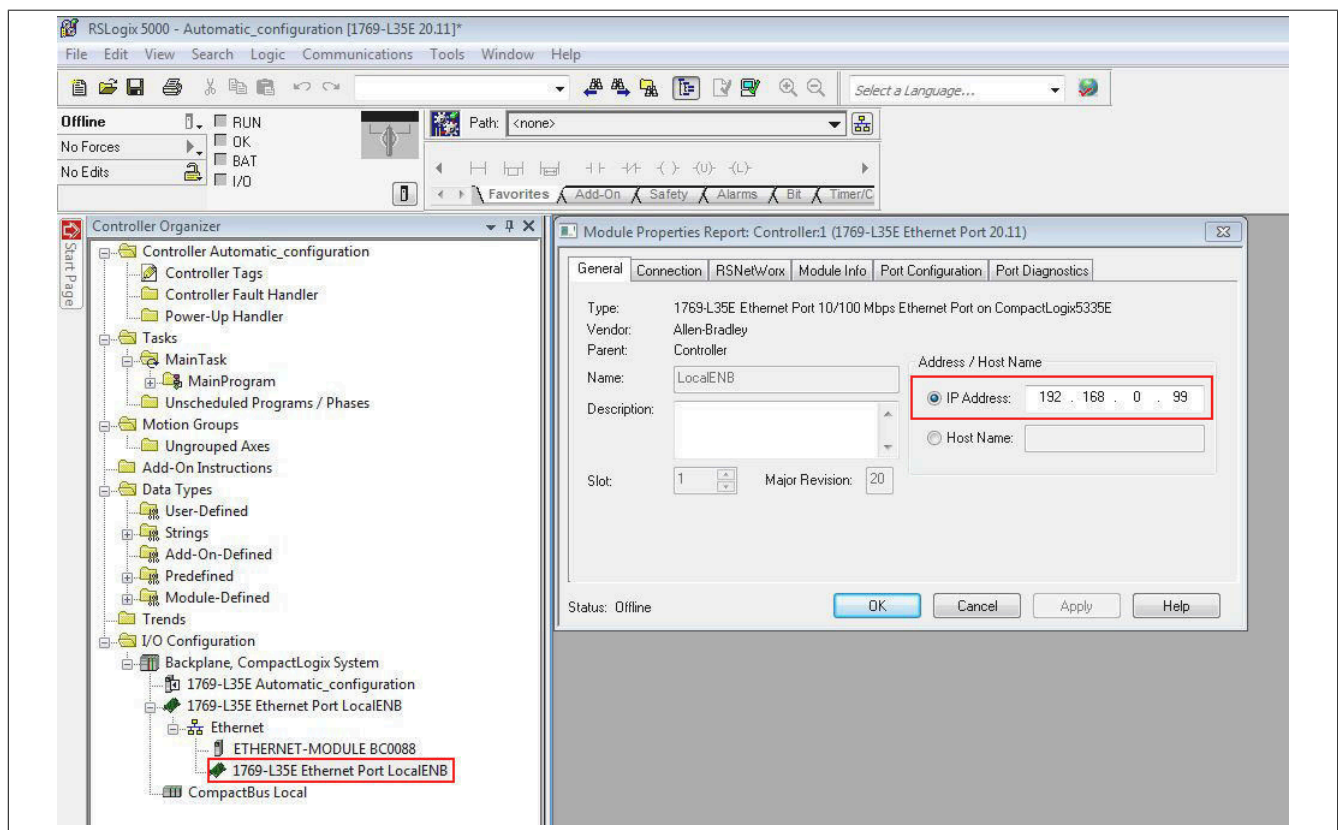 RSLogix 5000 - Automatic_configuration [1769-L35E 20.11]*
File Edit View Search Logic Communications Tools Window Help
Select a Language...
Offline
RUN
No Forces
OK
BAT
No Edits
I/O
Path: <none>
Favorites Add-On Safety Alarms Bit Timer/C
Start Page
Controller Organizer
Controller Automatic_configuration
Controller Tags
Controller Fault Handler
Power-Up Handler
Tasks
MainTask
MainProgram
Unscheduled Programs / Phases
Motion Groups
Ungrouped Axes
Add-On Instructions
Data Types
User-Defined
Strings
Add-On-Defined
Predefined
Module-Defined
Trends
I/O Configuration
Backplane, CompactLogix System
1769-L35E Automatic_configuration
1769-L35E Ethernet Port LocalENB
Ethernet
ETHERNET-MODULE BC0088
1769-L35E Ethernet Port LocalENB
CompactBus Local
Module Properties Report: Controller:1 (1769-L35E Ethernet Port 20.11)
General Connection RSNetWorx Module Info Port Configuration Port Diagnostics
Type: 1769-L35E Ethernet Port 10/100 Mbps Ethernet Port on CompactLogix5335E
Vendor: Allen-Bradley
Parent: Controller
Name: LocalENB
Description:
Slot: 1 Major Revision: 20
Address / Host Name
IP Address: 192 . 168 . 0 . 99
Host Name:
Status: Offline
OK Cancel Apply Help